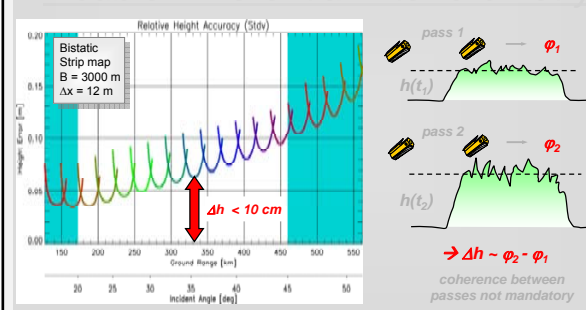 Relative Height Accuracy (Stdv)
Bistatic
Strip map
B = 3000 m
Δx = 12 m
Height Error [m]
0.20
0.15
0.10
0.05
0.00
Δh < 10 cm
150 200 250 300 350 400 450 500 550
Ground Range [km]
20 25 30 35 40 45 50
Incident Angle [deg]
pass 1
φ1
h(t1)
pass 2
φ2
h(t2)
→ Δh ~ φ2 - φ1
coherence between
passes not mandatory